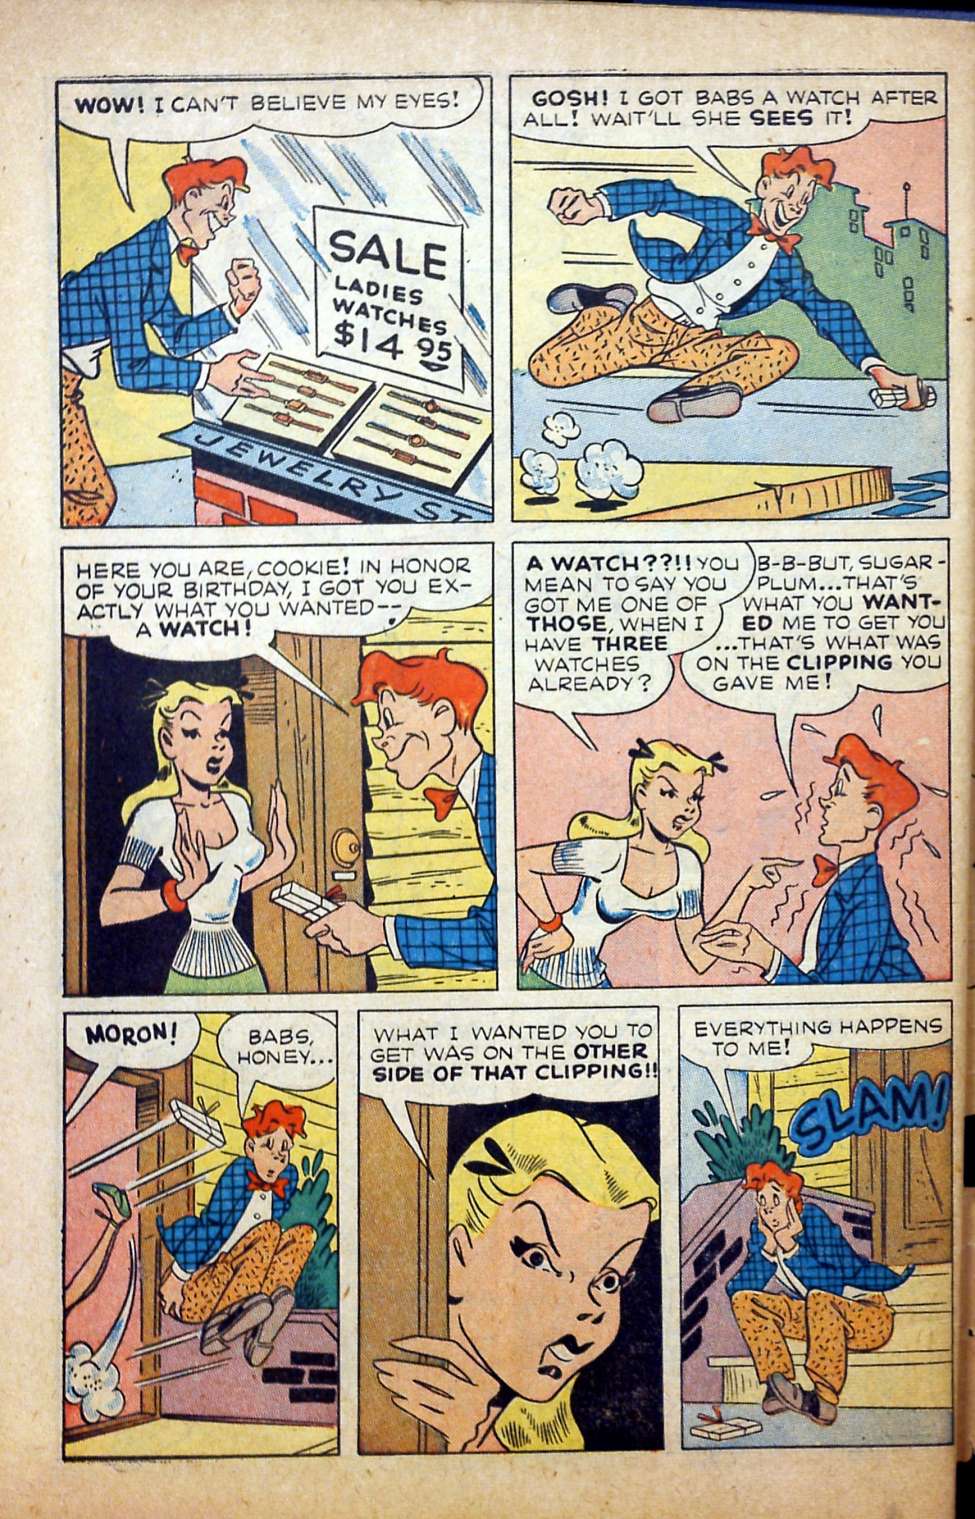 WOW! I CAN'T BELIEVE MY EYES!
SALE
LADIES
WATCHES
$14 95
JEWELRY ST
GOSH! I GOT BABS A WATCH AFTER
ALL! WAIT'LL SHE SEES IT!
HERE YOU ARE, COOKIE! IN HONOR
OF YOUR BIRTHDAY, I GOT YOU EX-
ACTLY WHAT YOU WANTED--
A WATCH!
A WATCH??!! YOU
MEAN TO SAY YOU
GOT ME ONE OF
THOSE, WHEN I
HAVE THREE
WATCHES
ALREADY?
B-B-BUT, SUGAR-
PLUM...THAT'S
WHAT YOU WANT-
ED ME TO GET YOU
...THAT'S WHAT WAS
ON THE CLIPPING YOU
GAVE ME!
MORON!
BABS,
HONEY...
WHAT I WANTED YOU TO
GET WAS ON THE OTHER
SIDE OF THAT CLIPPING!!
EVERYTHING HAPPENS
TO ME!
SLAM!